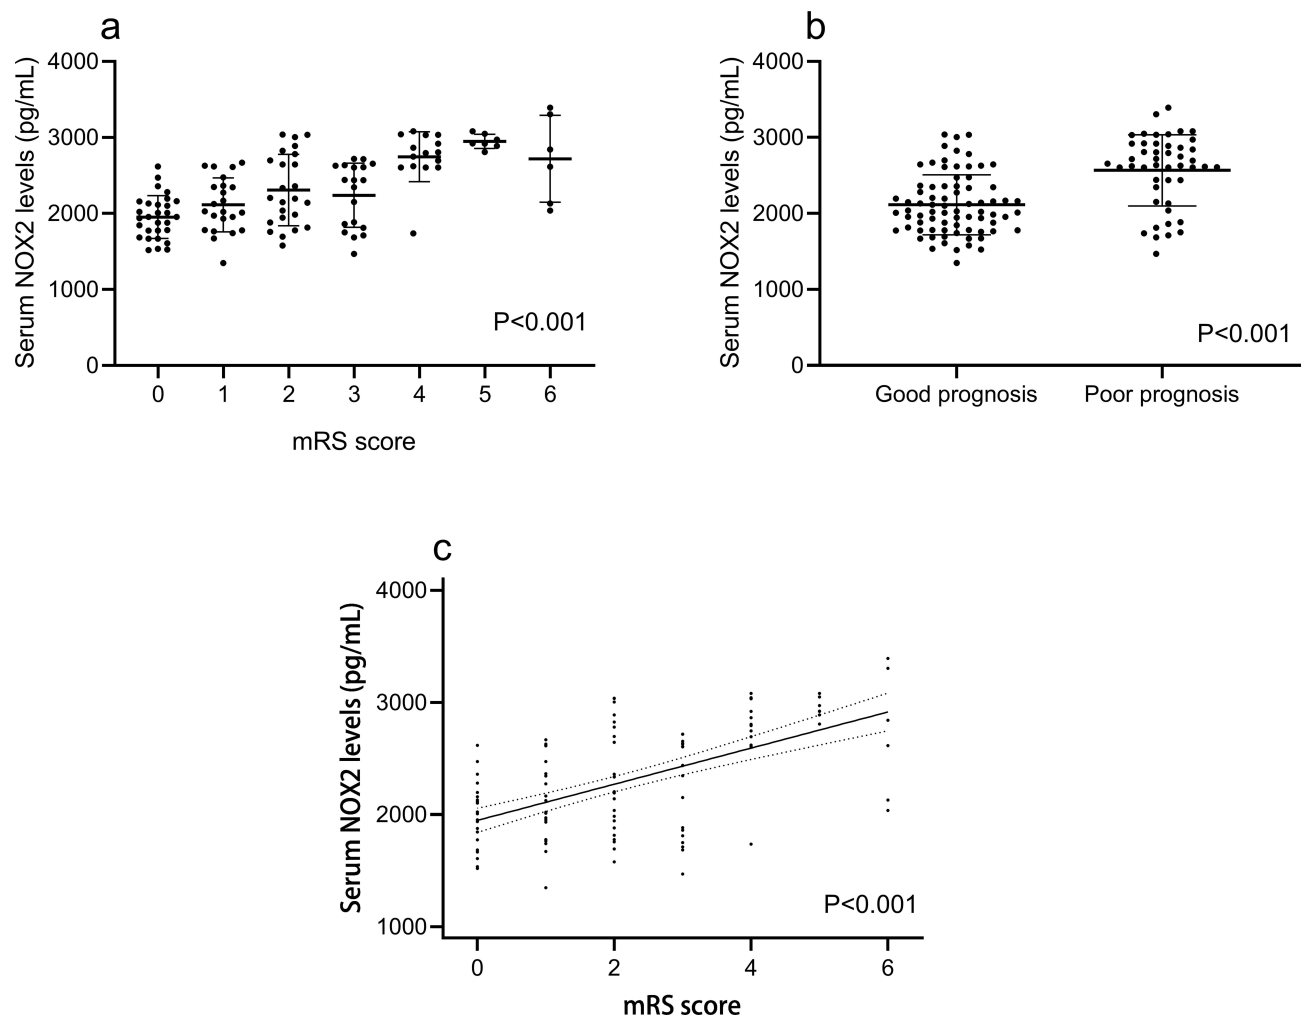 a
Serum NOX2 levels (pg/mL)
4000
3000
2000
1000
0
P<0.001
0 1 2 3 4 5 6
mRS score
b
Serum NOX2 levels (pg/mL)
4000
3000
2000
1000
0
P<0.001
Good prognosis Poor prognosis
c
Serum NOX2 levels (pg/mL)
4000
3000
2000
1000
P<0.001
0 2 4 6
mRS score